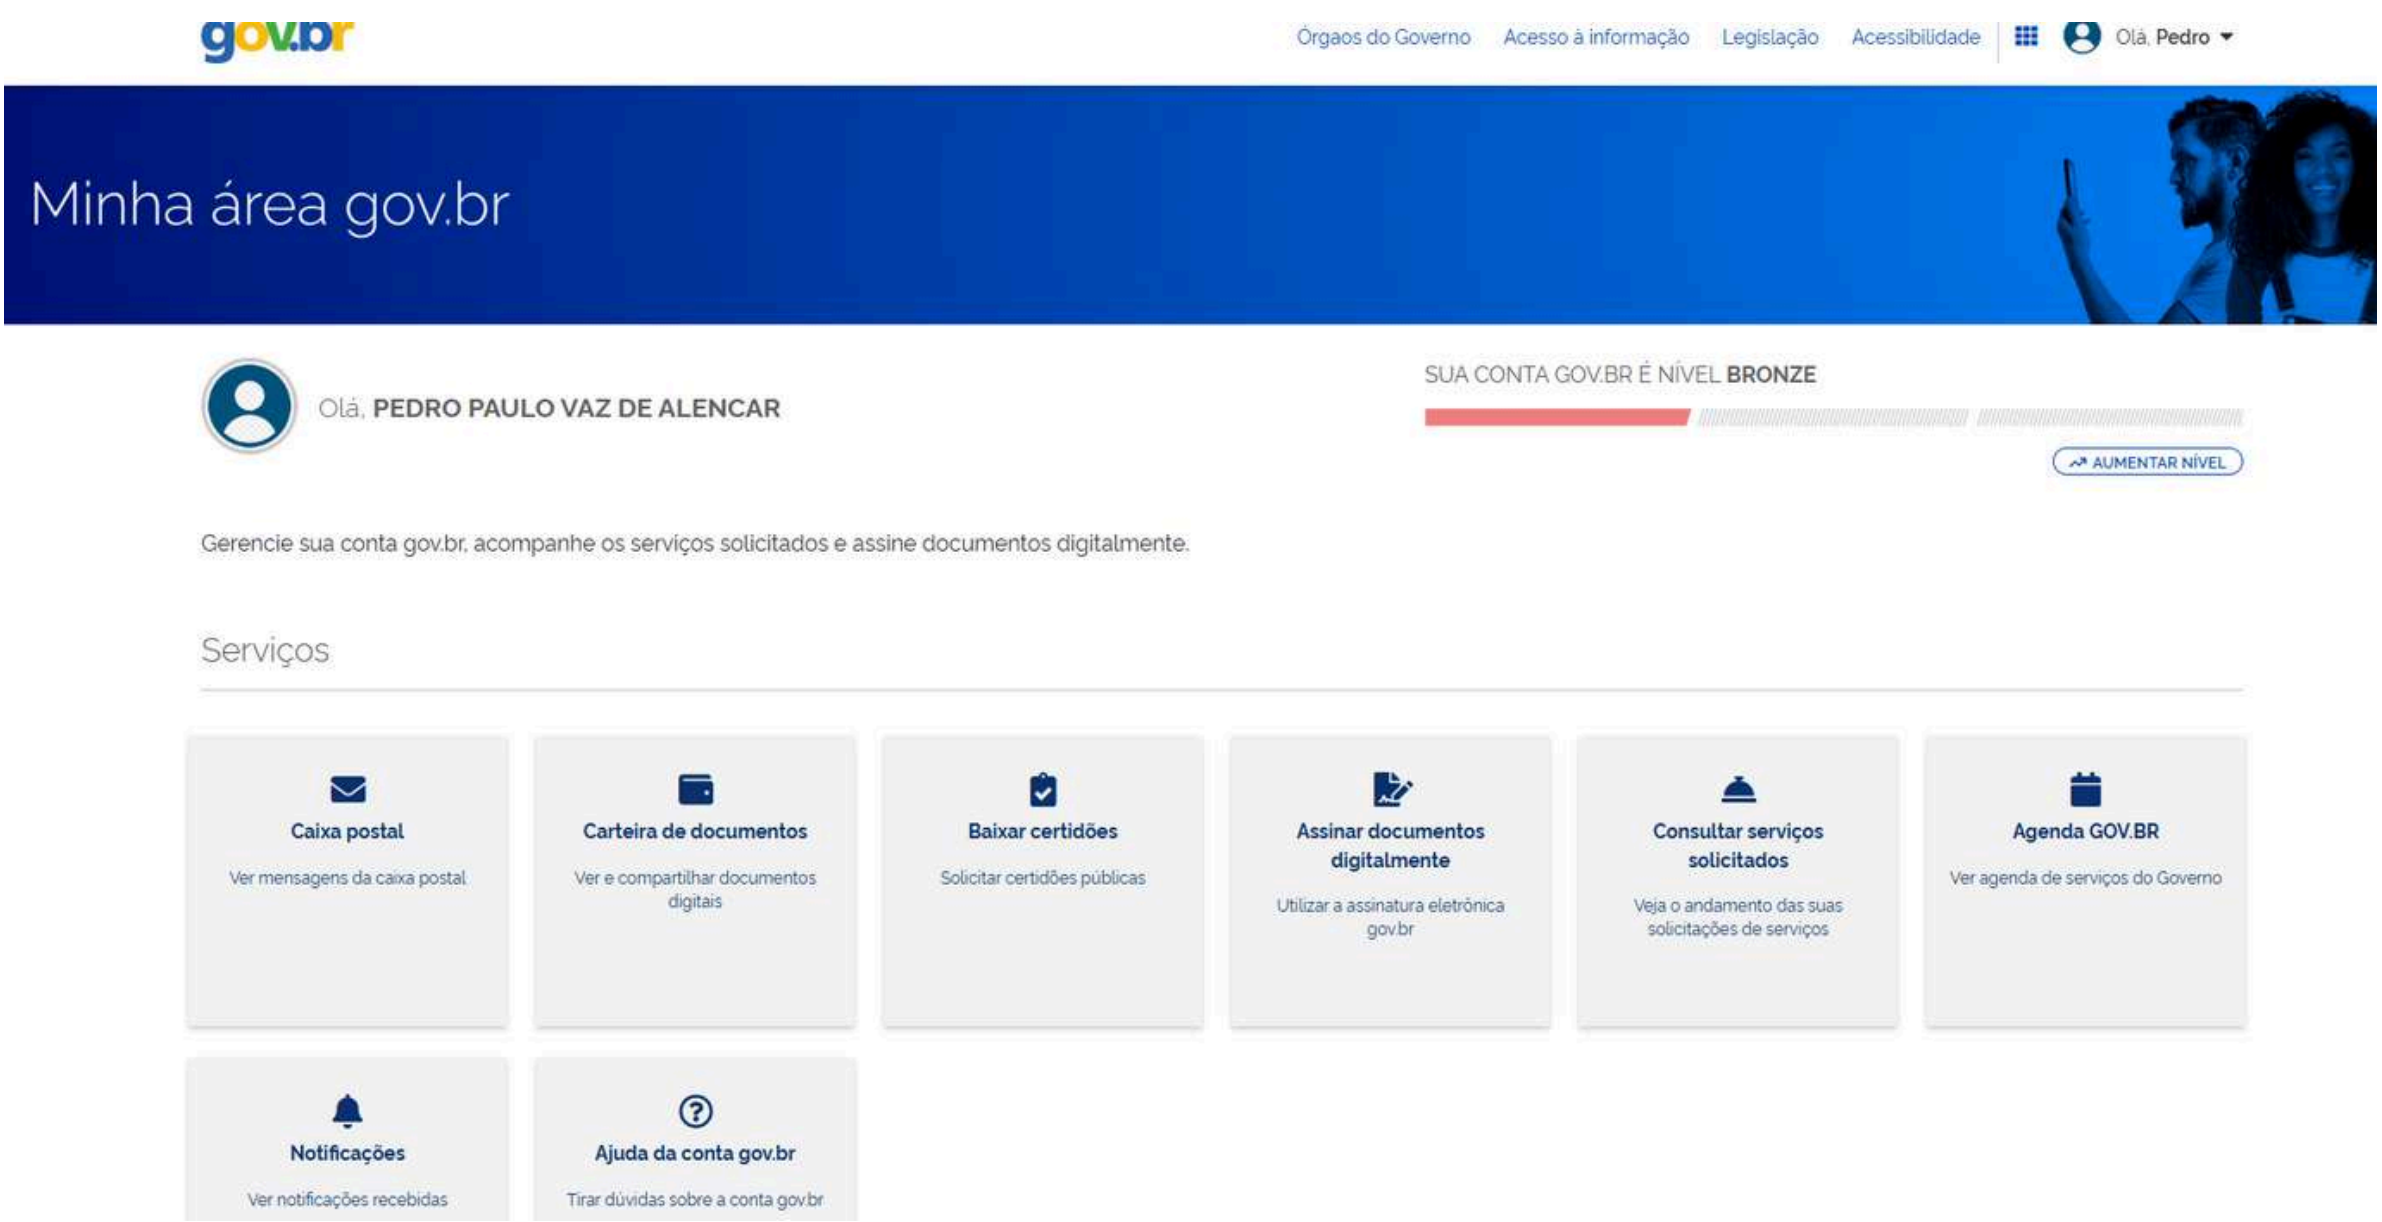 gov.br
Órgaos do Governo Acesso à informação Legislação Acessibilidade Olá, Pedro
Minha área gov.br
SUA CONTA GOV.BR É NÍVEL BRONZE
Olá, PEDRO PAULO VAZ DE ALENCAR
AUMENTAR NÍVEL
Gerencie sua conta gov.br, acompanhe os serviços solicitados e assine documentos digitalmente.
Serviços
Caixa postal
Ver mensagens da caixa postal
Carteira de documentos
Ver e compartilhar documentos
digitais
Baixar certidões
Solicitar certidões públicas
Assinar documentos
digitalmente
Utilizar a assinatura eletrônica
gov.br
Consultar serviços
solicitados
Veja o andamento das suas
solicitações de serviços
Agenda GOV.BR
Ver agenda de serviços do Governo
Notificações
Ver notificações recebidas
Ajuda da conta gov.br
Tirar dúvidas sobre a conta gov.br